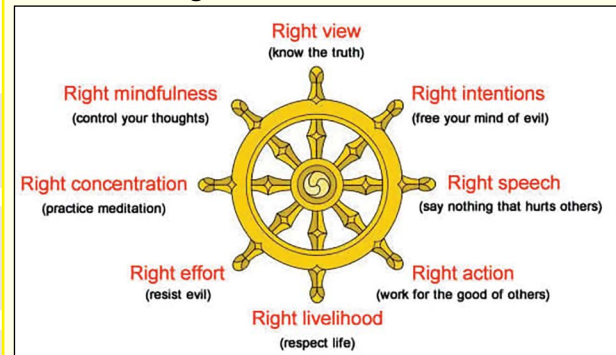 Right view
(know the truth)
Right mindfulness
(control your thoughts)
Right intentions
(free your mind of evil)
Right concentration
(practice meditation)
Right speech
(say nothing that hurts others)
Right effort
(resist evil)
Right action
(work for the good of others)
Right livelihood
(respect life)